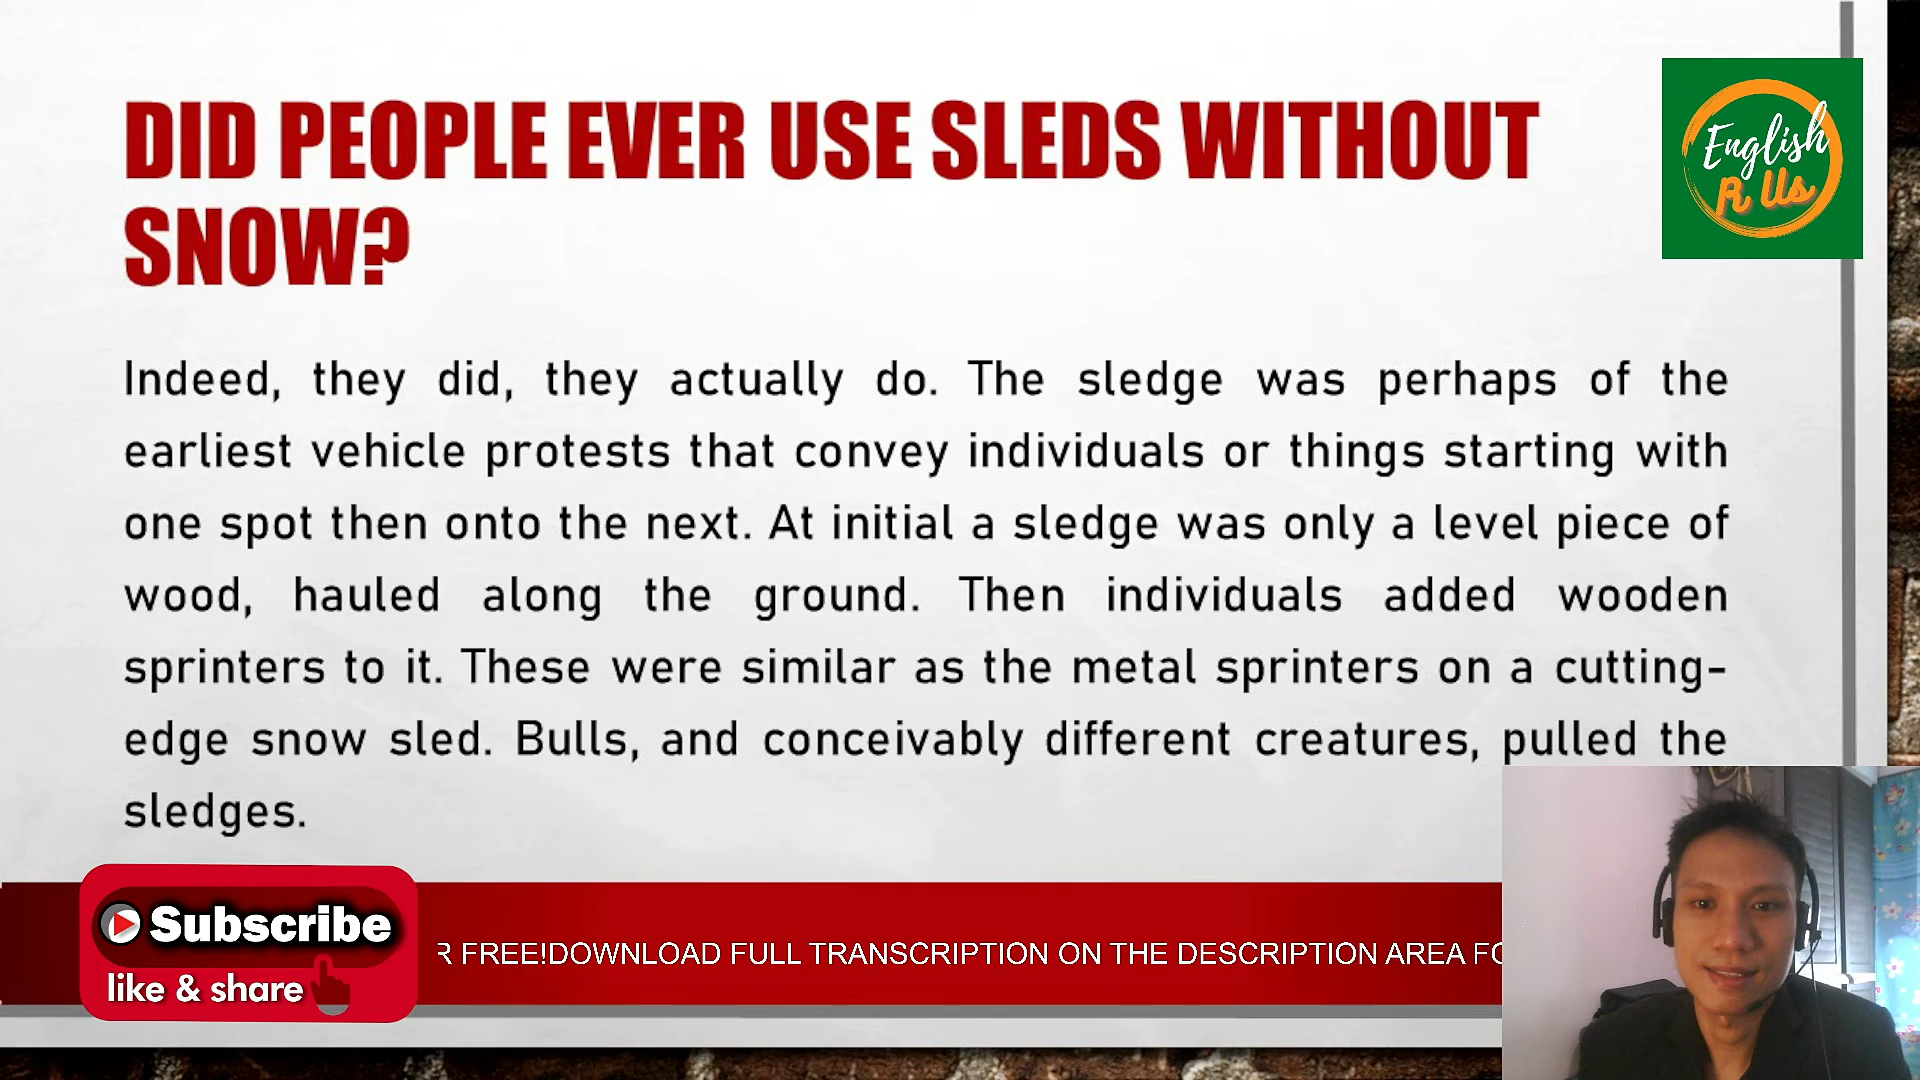 DID PEOPLE EVER USE SLEDS WITHOUT
SNOW?
English
R Us
Indeed, they did, they actually do. The sledge was perhaps of the
earliest vehicle protests that convey individuals or things starting with
one spot then onto the next. At initial a sledge was only a level piece of
wood, hauled along the ground. Then individuals added wooden
sprinters to it. These were similar as the metal sprinters on a cutting-
edge snow sled. Bulls, and conceivably different creatures, pulled the
sledges.
Subscribe
like & share
R FREE!DOWNLOAD FULL TRANSCRIPTION ON THE DESCRIPTION AREA FO